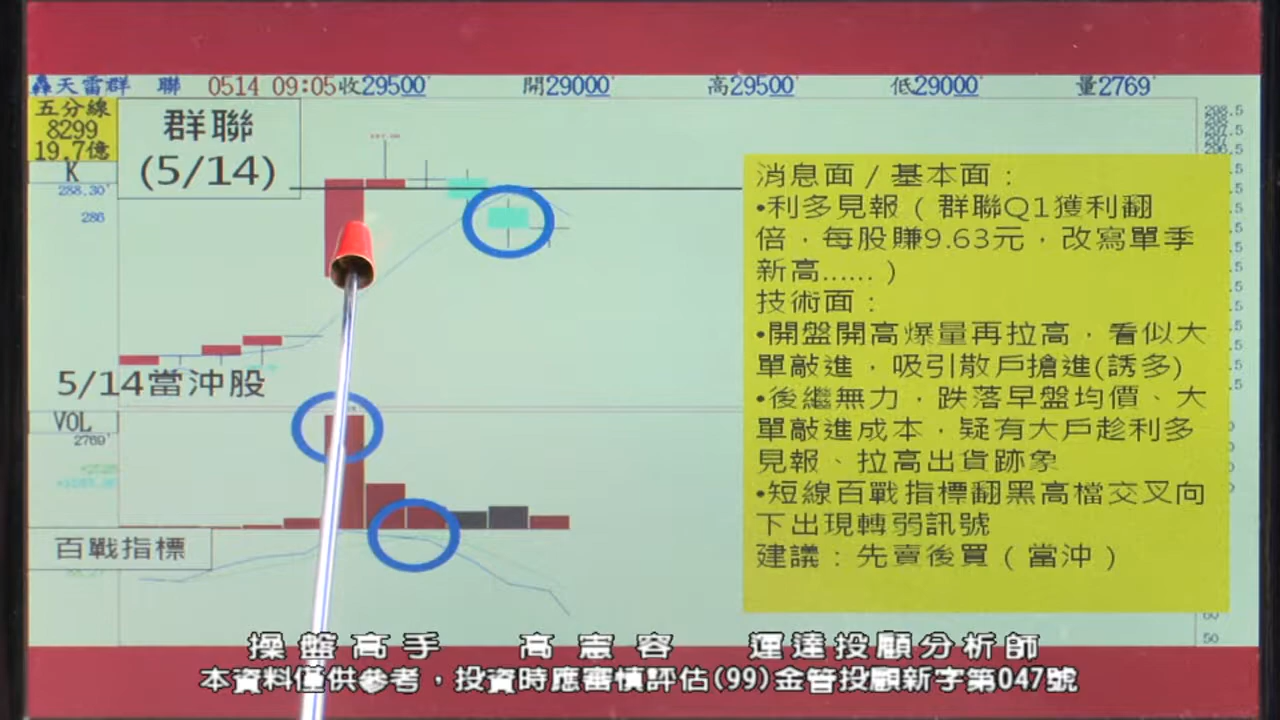 轟天雷群 聯 0514 09:05收29500 開29000 高29500 低29000 量2769
五分線
8299
19.7億
K
288.30
286
群聯
(5/14)
5/14當沖股
VOL
2769
百戰指標
298.5
消息面 / 基本面：
•利多見報（群聯Q1獲利翻
倍，每股賺9.63元，改寫單季
新高......）
技術面：
•開盤開高爆量再拉高，看似大
單敲進，吸引散戶搶進(誘多)
•後繼無力，跌落早盤均價、大
單敲進成本，疑有大戶趁利多
見報、拉高出貨跡象
•短線百戰指標翻黑高檔交叉向
下出現轉弱訊號
建議：先賣後買（當沖）
50
操盤高手 高憲容 運達投顧分析師
本資料僅供參考，投資時應審慎評估(99)金管投顧新字第047號